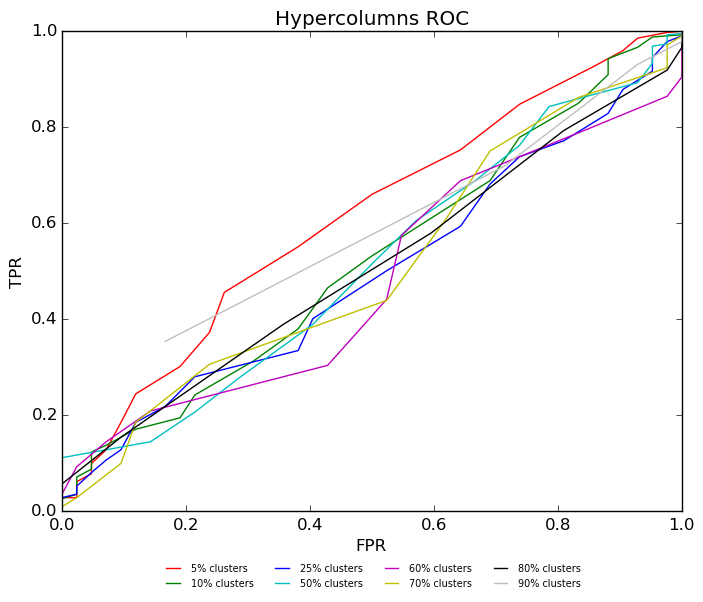 Hypercolumns ROC
1.0
0.8
0.6
0.4
0.2
0.0
TPR
0.0 0.2 0.4 0.6 0.8 1.0
FPR
5% clusters 25% clusters 60% clusters 80% clusters
10% clusters 50% clusters 70% clusters 90% clusters